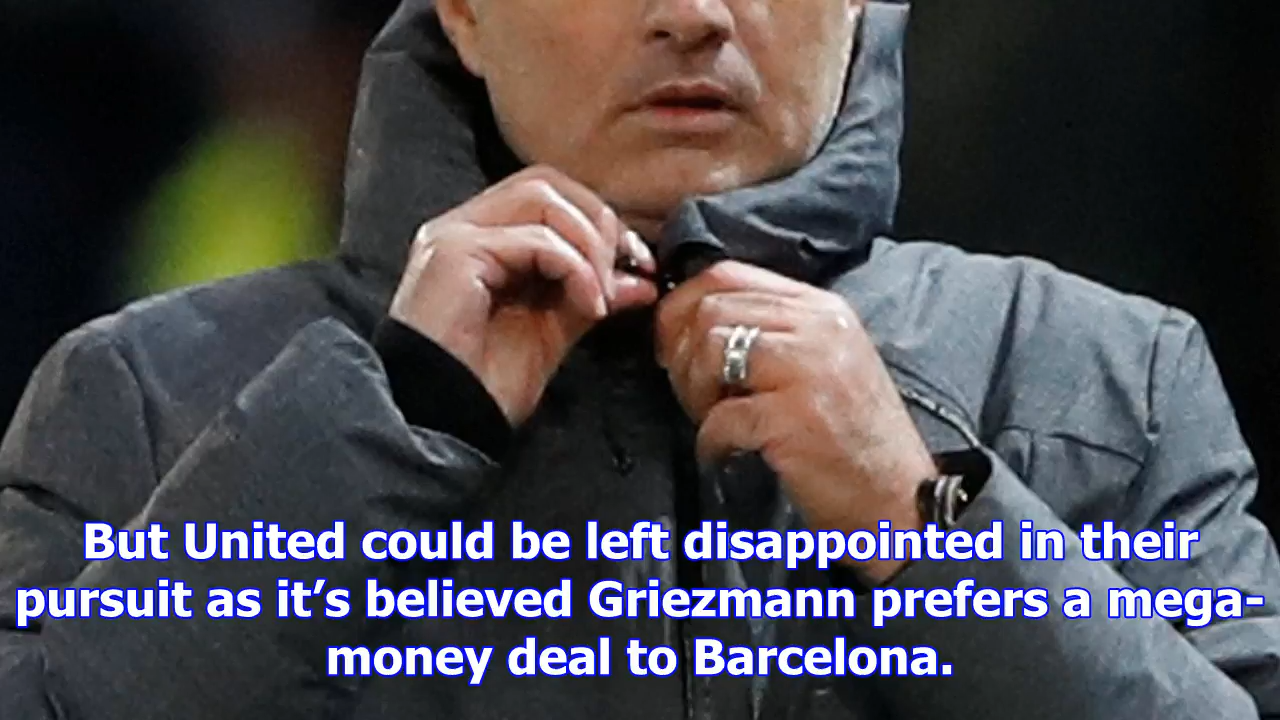 But United could be left disappointed in their
pursuit as it’s believed Griezmann prefers a mega-
money deal to Barcelona.